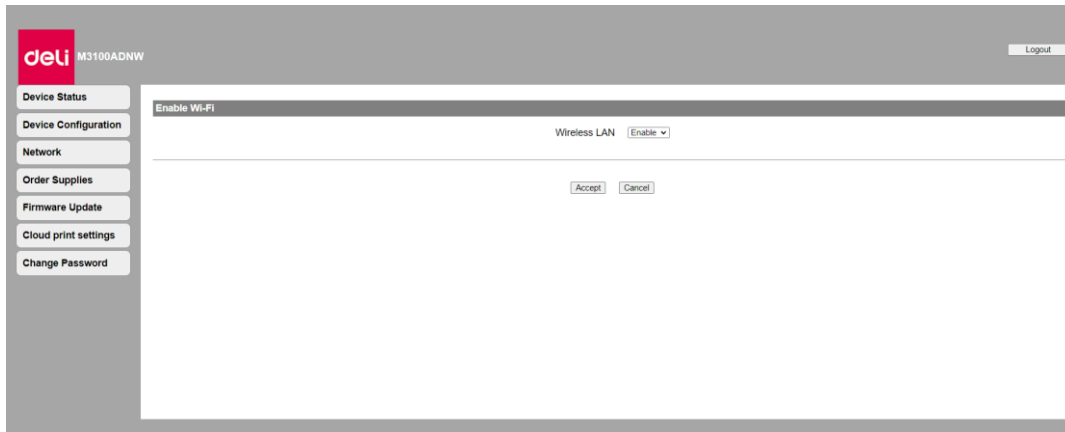 deli M3100ADNW
Logout
Device Status
Device Configuration
Network
Order Supplies
Firmware Update
Cloud print settings
Change Password
Enable Wi-Fi
Wireless LAN Enable
Accept Cancel